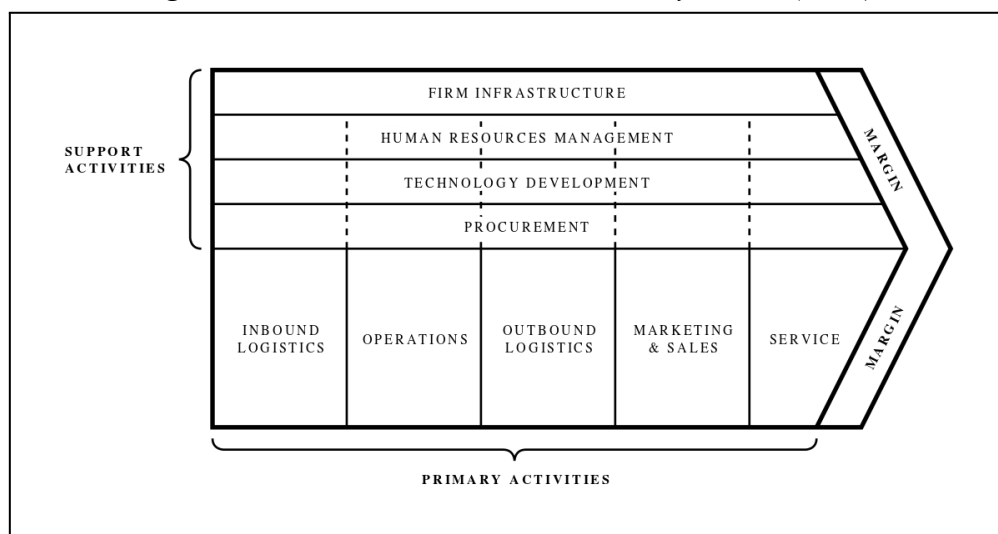 FIRM INFRASTRUCTURE
HUMAN RESOURCES MANAGEMENT
SUPPORT
ACTIVITIES
TECHNOLOGY DEVELOPMENT
PROCUREMENT
MARGIN
INBOUND
LOGISTICS
OPERATIONS
OUTBOUND
LOGISTICS
MARKETING
& SALES
SERVICE
MARGIN
PRIMARY ACTIVITIES